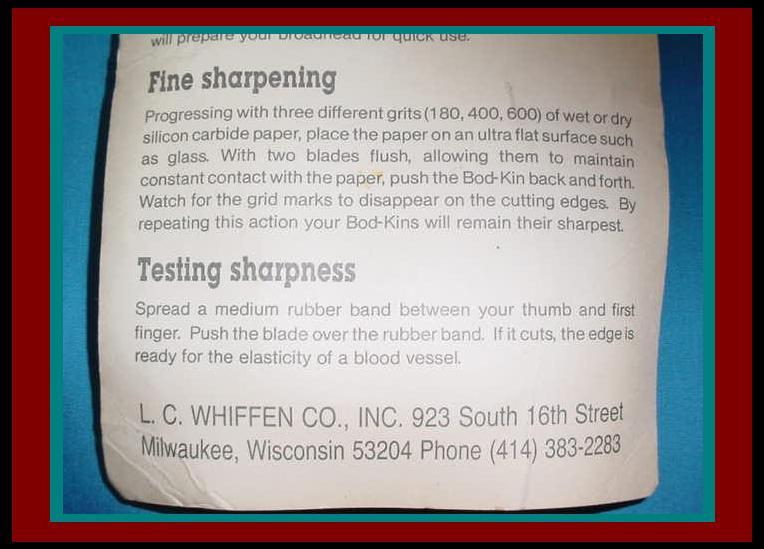 will prepare your broadhead for quick use.
Fine sharpening
Progressing with three different grits (180, 400, 600) of wet or dry
silicon carbide paper, place the paper on an ultra flat surface such
as glass. With two blades flush, allowing them to maintain
constant contact with the paper, push the Bod-Kin back and forth.
Watch for the grid marks to disappear on the cutting edges. By
repeating this action your Bod-Kins will remain their sharpest.
Testing sharpness
Spread a medium rubber band between your thumb and first
finger. Push the blade over the rubber band. If it cuts, the edge is
ready for the elasticity of a blood vessel.
L. C. WHIFFEN CO., INC. 923 South 16th Street
Milwaukee, Wisconsin 53204 Phone (414) 383-2283